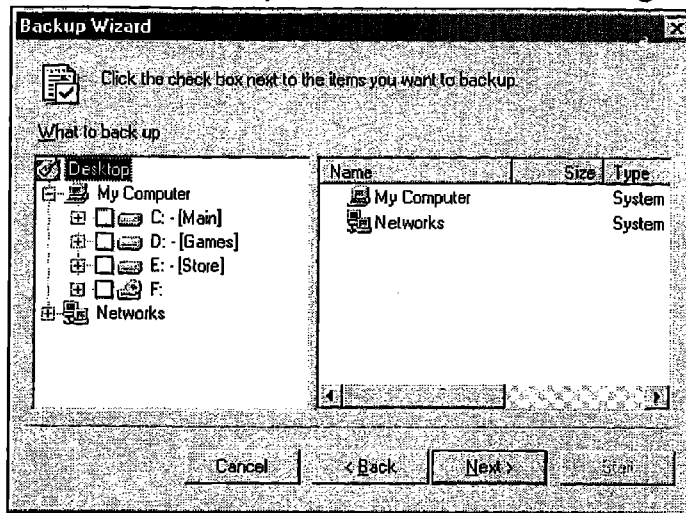 Backup Wizard
Click the check box next to the items you want to backup.
What to back up
Desktop
My Computer
C: - [Main]
D: - [Games]
E: - [Store]
F:
Networks
Name Size Type
My Computer System
Networks System
Cancel < Back Next > Start